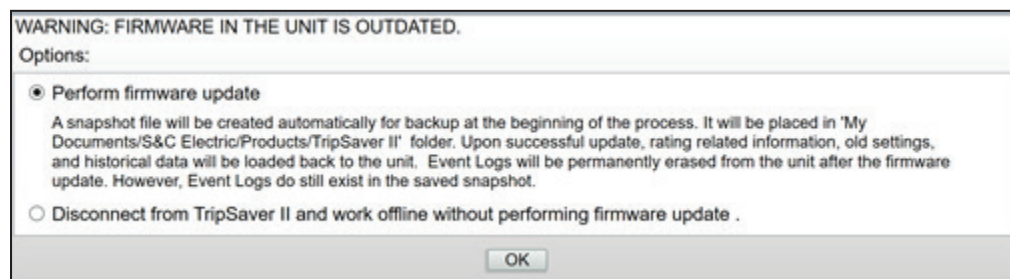 WARNING: FIRMWARE IN THE UNIT IS OUTDATED.
Options:
Perform firmware update
A snapshot file will be created automatically for backup at the beginning of the process. It will be placed in 'My
Documents/S&C Electric/Products/TripSaver II' folder. Upon successful update, rating related information, old settings,
and historical data will be loaded back to the unit. Event Logs will be permanently erased from the unit after the firmware
update. However, Event Logs do still exist in the saved snapshot.
Disconnect from TripSaver II and work offline without performing firmware update .
OK